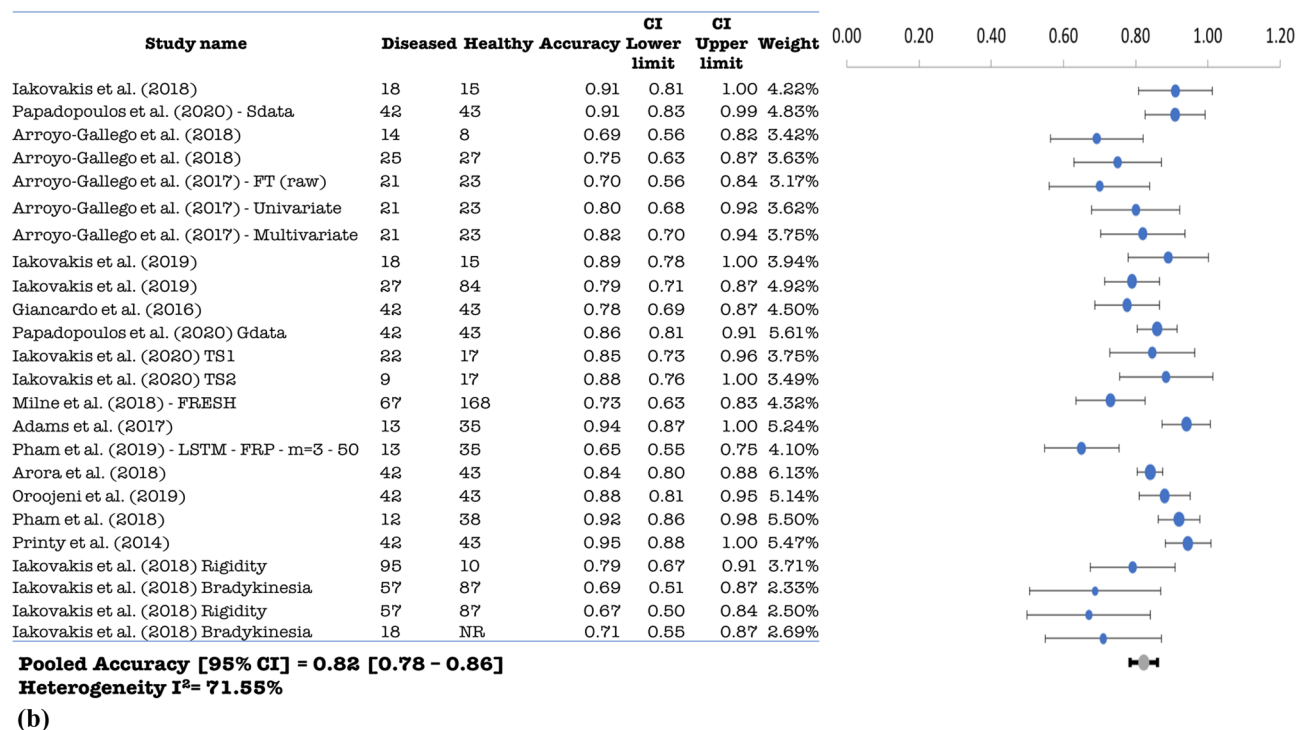 Study name Diseased Healthy Accuracy CI Lower limit CI Upper limit Weight
0.00 0.20 0.40 0.60 0.80 1.00 1.20
Iakovakis et al. (2018) 18 15 0.91 0.81 1.00 4.22%
Papadopoulos et al. (2020) - Sdata 42 43 0.91 0.83 0.99 4.83%
Arroyo-Gallego et al. (2018) 14 8 0.69 0.56 0.82 3.42%
Arroyo-Gallego et al. (2018) 25 27 0.75 0.63 0.87 3.63%
Arroyo-Gallego et al. (2017) - FT (raw) 21 23 0.70 0.56 0.84 3.17%
Arroyo-Gallego et al. (2017) - Univariate 21 23 0.80 0.68 0.92 3.62%
Arroyo-Gallego et al. (2017) - Multivariate 21 23 0.82 0.70 0.94 3.75%
Iakovakis et al. (2019) 18 15 0.89 0.78 1.00 3.94%
Iakovakis et al. (2019) 27 84 0.79 0.71 0.87 4.92%
Giancardo et al. (2016) 42 43 0.78 0.69 0.87 4.50%
Papadopoulos et al. (2020) Gdata 42 43 0.86 0.81 0.91 5.61%
Iakovakis et al. (2020) TS1 22 17 0.85 0.73 0.96 3.75%
Iakovakis et al. (2020) TS2 9 17 0.88 0.76 1.00 3.49%
Milne et al. (2018) - FRESH 67 168 0.73 0.63 0.83 4.32%
Adams et al. (2017) 13 35 0.94 0.87 1.00 5.24%
Pham et al. (2019) - LSTM - FRP - m=3 - 50 13 35 0.65 0.55 0.75 4.10%
Arora et al. (2018) 42 43 0.84 0.80 0.88 6.13%
Oroojeni et al. (2019) 42 43 0.88 0.81 0.95 5.14%
Pham et al. (2018) 12 38 0.92 0.86 0.98 5.50%
Printy et al. (2014) 42 43 0.95 0.88 1.00 5.47%
Iakovakis et al. (2018) Rigidity 95 10 0.79 0.67 0.91 3.71%
Iakovakis et al. (2018) Bradykinesia 57 87 0.69 0.51 0.87 2.33%
Iakovakis et al. (2018) Rigidity 57 87 0.67 0.50 0.84 2.50%
Iakovakis et al. (2018) Bradykinesia 18 NR 0.71 0.55 0.87 2.69%
Pooled Accuracy [95% CI] = 0.82 [0.78 – 0.86]
Heterogeneity I²= 71.55%
(b)